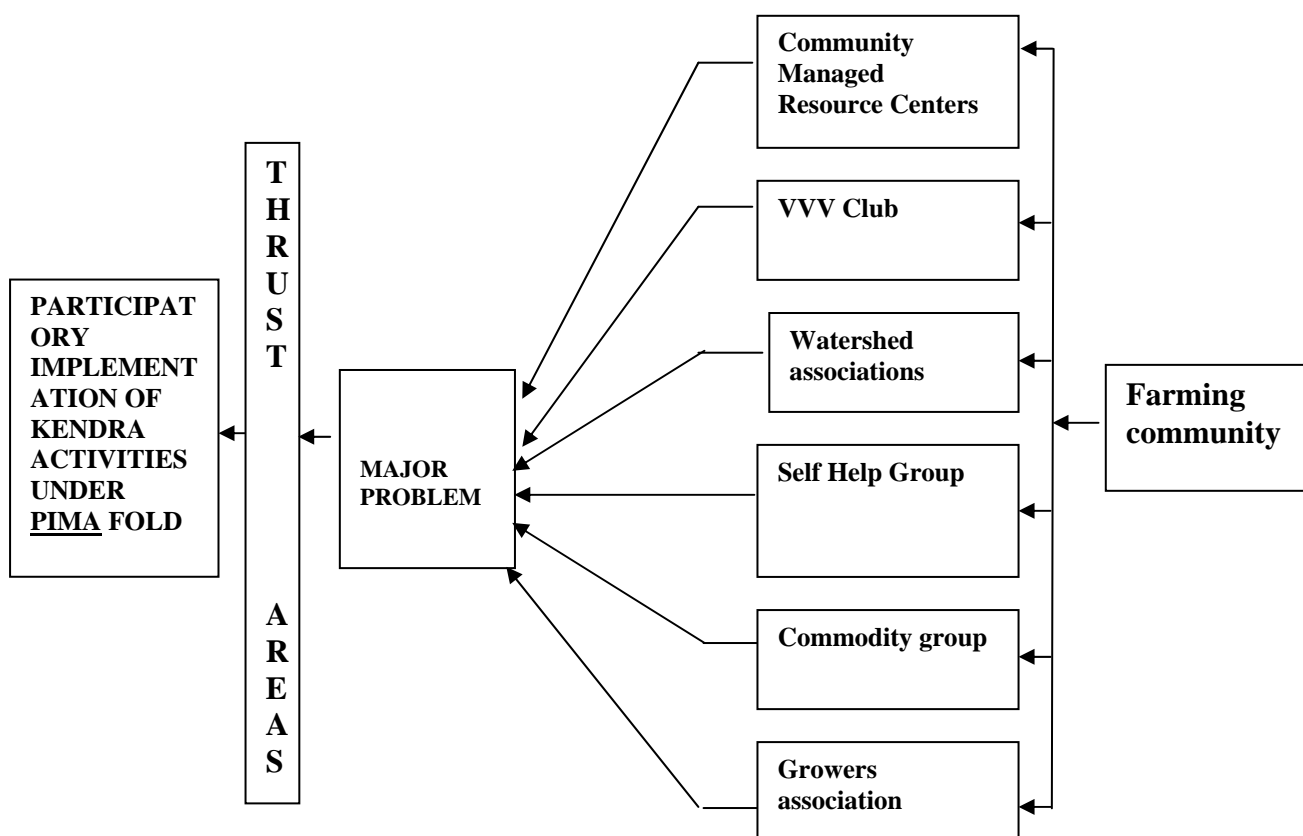 Community
Managed
Resource Centers
VVV Club
Watershed
associations
Self Help Group
Commodity group
Growers
association
Farming
community
MAJOR
PROBLEM
T
H
R
U
S
T
A
R
E
A
S
PARTICIPAT
ORY
IMPLEMENT
ATION OF
KENDRA
ACTIVITIES
UNDER
PIMA FOLD